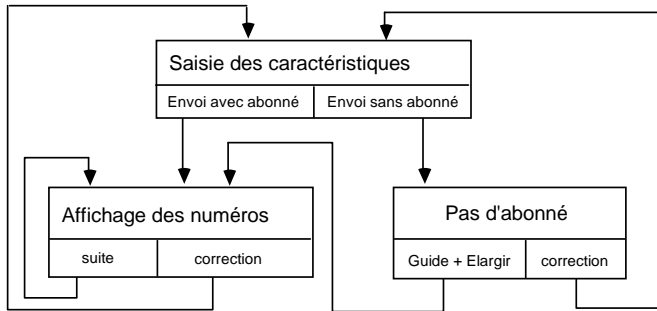 Saisie des caractéristiques
Envoi avec abonné
Envoi sans abonné
Affichage des numéros
suite
correction
Pas d'abonné
Guide + Elargir
correction